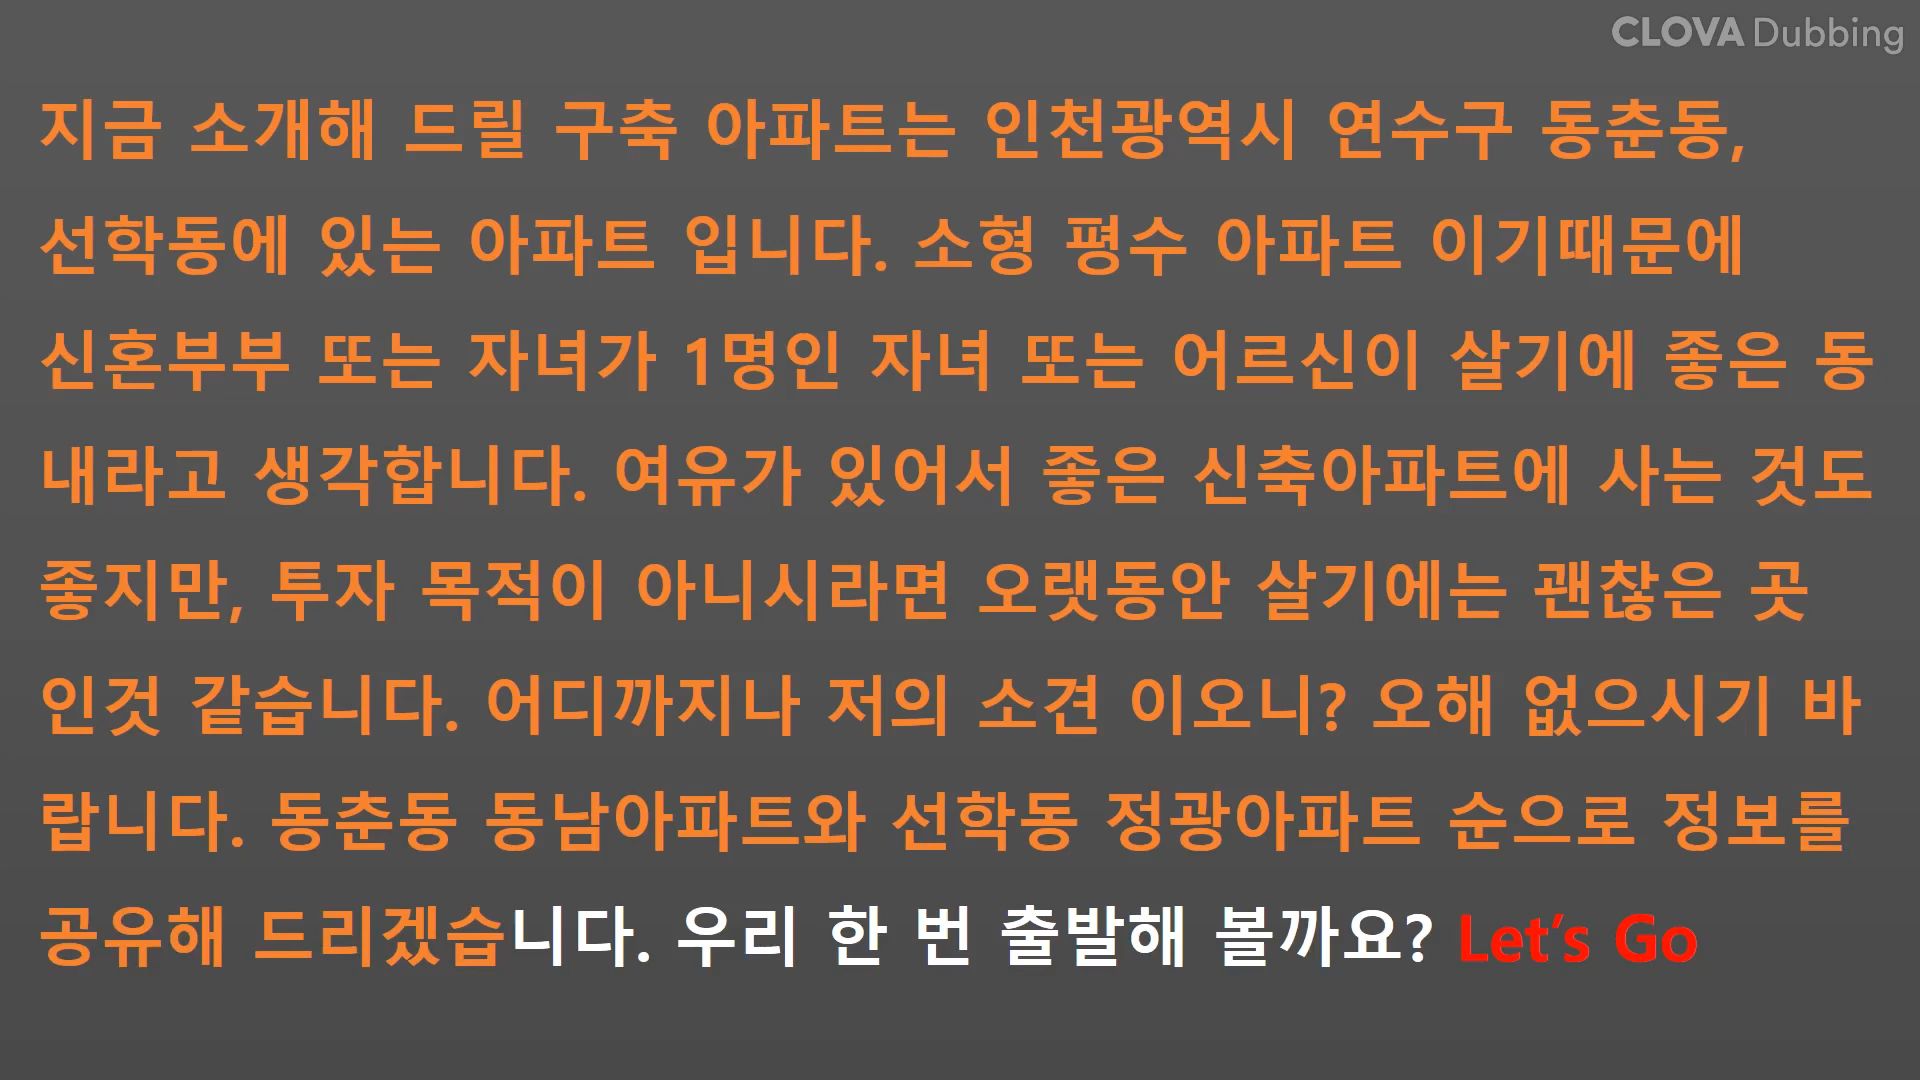 CLOVA Dubbing
지금 소개해 드릴 구축 아파트는 인천광역시 연수구 동춘동,
선학동에 있는 아파트 입니다. 소형 평수 아파트 이기때문에
신혼부부 또는 자녀가 1명인 자녀 또는 어르신이 살기에 좋은 동
내라고 생각합니다. 여유가 있어서 좋은 신축아파트에 사는 것도
좋지만, 투자 목적이 아니시라면 오랫동안 살기에는 괜찮은 곳
인것 같습니다. 어디까지나 저의 소견 이오니? 오해 없으시기 바
랍니다. 동춘동 동남아파트와 선학동 정광아파트 순으로 정보를
공유해 드리겠습니다. 우리 한 번 출발해 볼까요? Let's Go